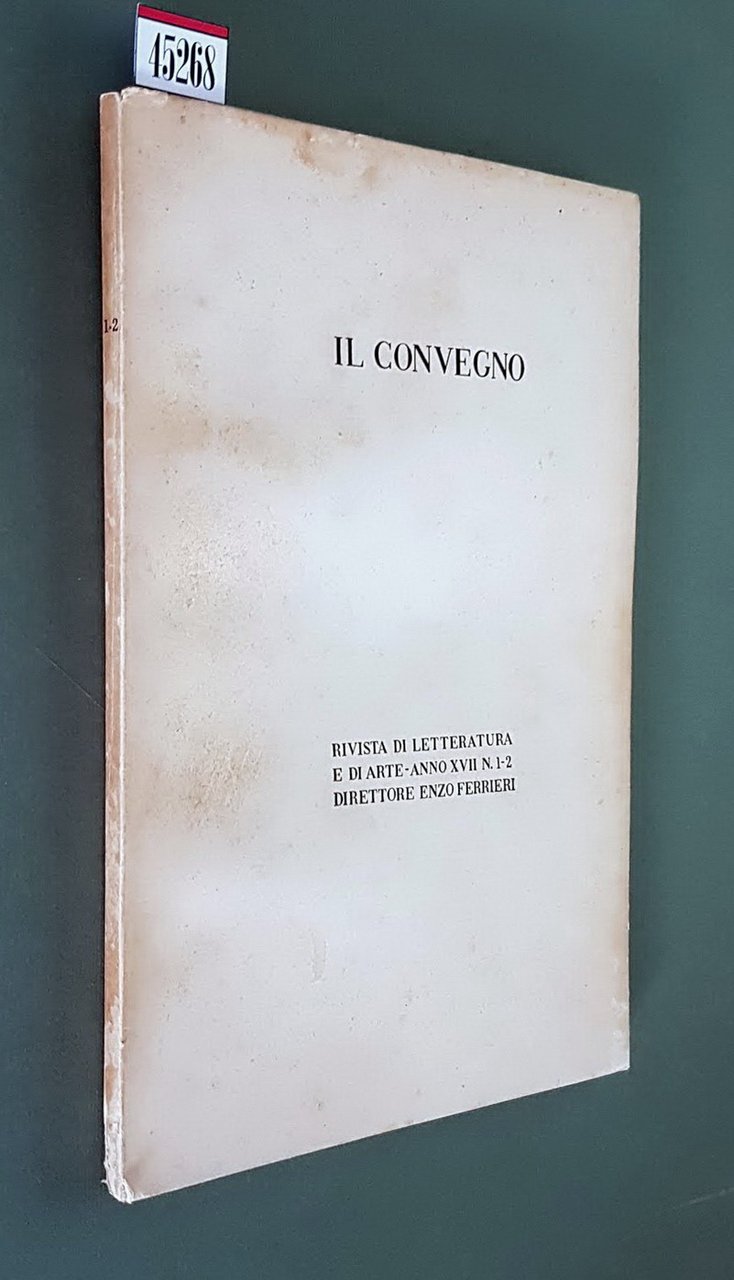 45268
1-2
IL CONVEGNO
RIVISTA DI LETTERATURA
E DI ARTE-ANNO XVII N. 1-2
DIRETTORE ENZO FERRIERI